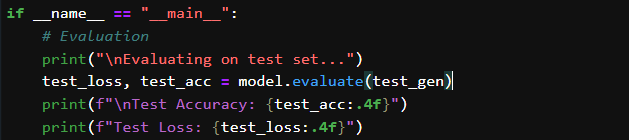 if __name__ == "__main__":
    # Evaluation
    print("\nEvaluating on test set...")
    test_loss, test_acc = model.evaluate(test_gen)
    print(f"\nTest Accuracy: {test_acc:.4f}")
    print(f"Test Loss: {test_loss:.4f}")